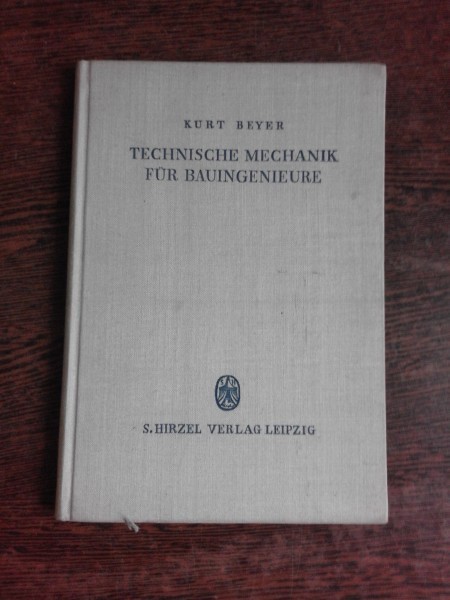 KURT BEYER
TECHNISCHE MECHANIK
FÜR BAUINGENIEURE
S. HIRZEL VERLAG LEIPZIG